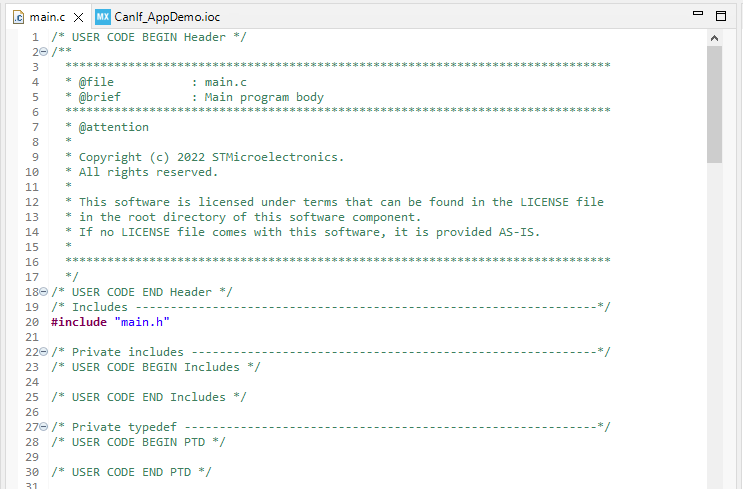 main.c CanIf_AppDemo.ioc
1 /* USER CODE BEGIN Header */
2 /**
3 ******************************************************************************
4 * @file : main.c
5 * @brief : Main program body
6 ******************************************************************************
7 * @attention
8 *
9 * Copyright (c) 2022 STMicroelectronics.
10 * All rights reserved.
11 *
12 * This software is licensed under terms that can be found in the LICENSE file
13 * in the root directory of this software component.
14 * If no LICENSE file comes with this software, it is provided AS-IS.
15 *
16 ******************************************************************************
17 */
18 /* USER CODE END Header */
19 /* Includes ------------------------------------------------------------------*/
20 #include "main.h"
21
22 /* Private includes ----------------------------------------------------------*/
23 /* USER CODE BEGIN Includes */
24
25 /* USER CODE END Includes */
26
27 /* Private typedef -----------------------------------------------------------*/
28 /* USER CODE BEGIN PTD */
29
30 /* USER CODE END PTD */
31